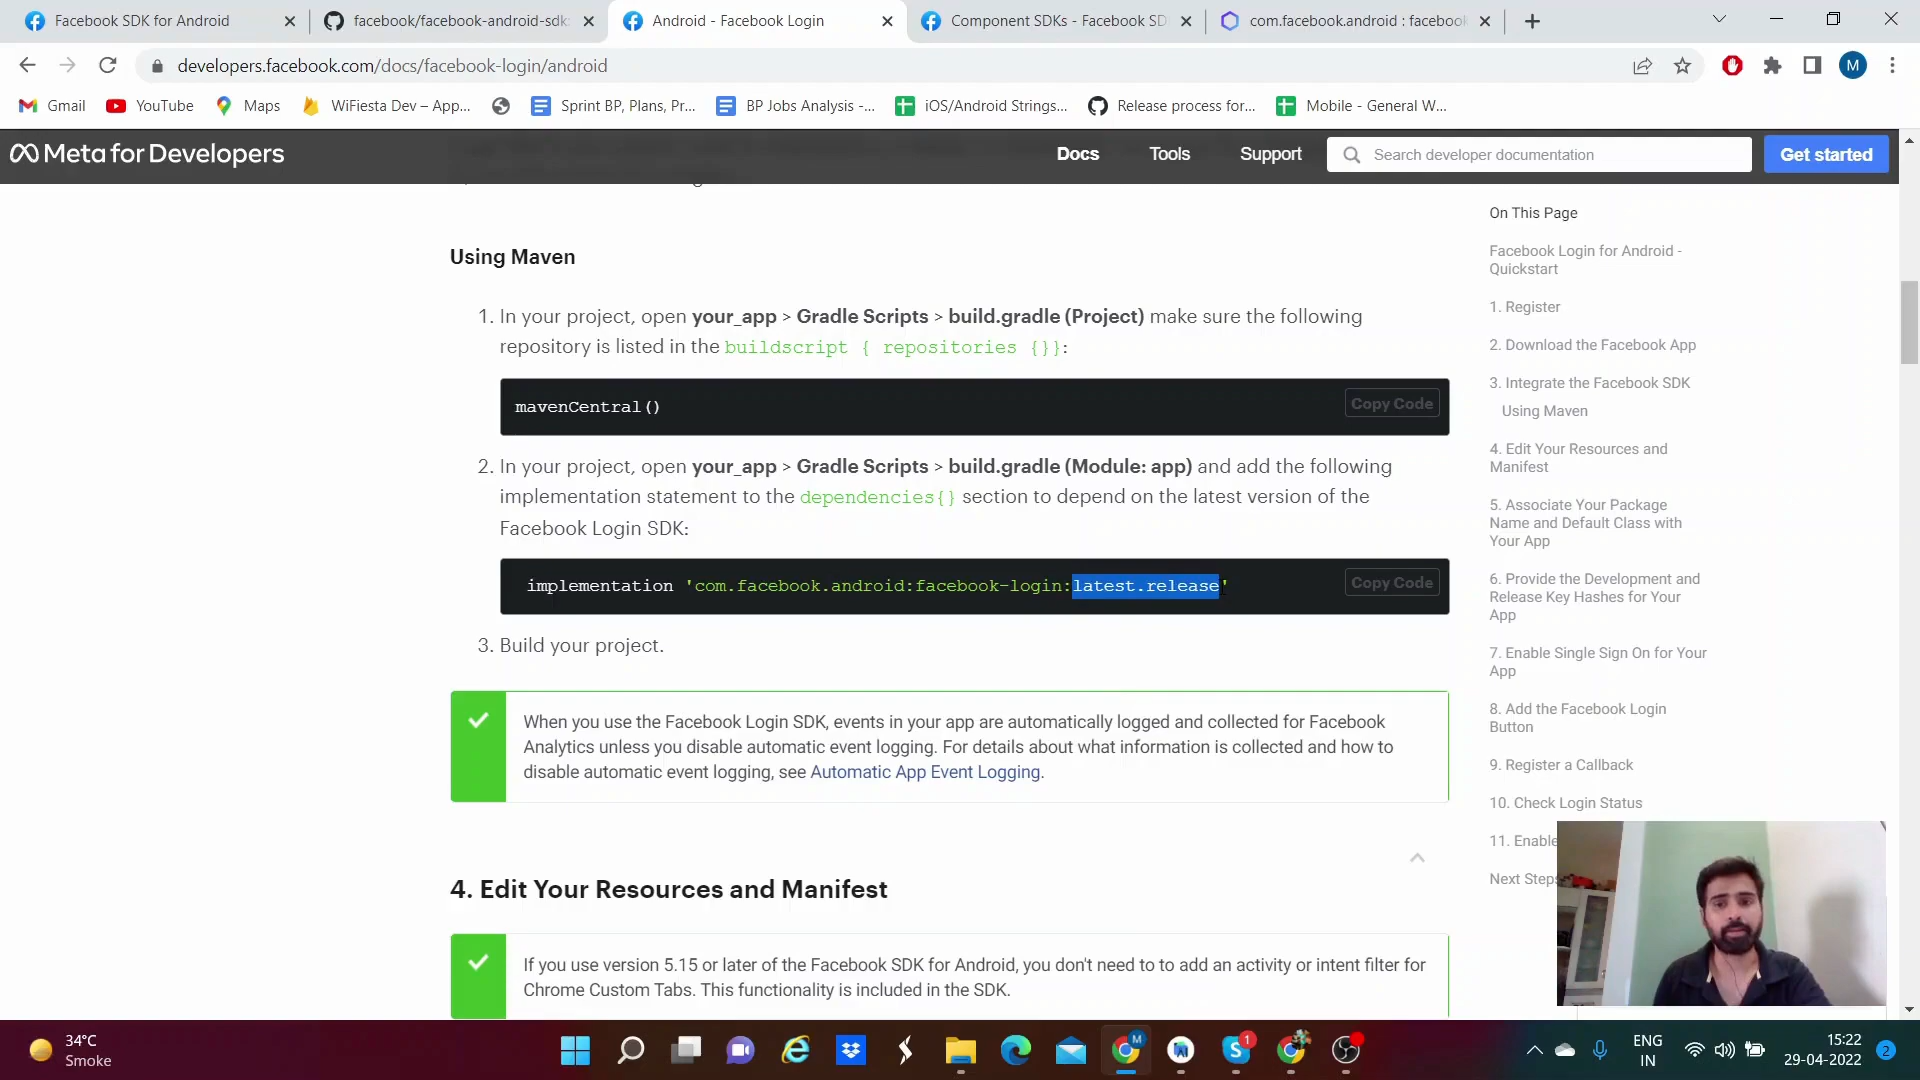 Facebook SDK for Android
facebook/facebook-android-sdk
Android - Facebook Login
Component SDKs - Facebook SD
com.facebook.android : facebook
developers.facebook.com/docs/facebook-login/android
M
Gmail
YouTube
Maps
WiFiesta Dev – App...
Sprint BP, Plans, Pr...
BP Jobs Analysis -...
iOS/Android Strings...
Release process for...
Mobile - General W...
Meta for Developers
Docs
Tools
Support
Search developer documentation
Get started
Using Maven
1. In your project, open your_app > Gradle Scripts > build.gradle (Project) make sure the following
repository is listed in the buildscript { repositories {}}:
mavenCentral()
Copy Code
2. In your project, open your_app > Gradle Scripts > build.gradle (Module: app) and add the following
implementation statement to the dependencies{} section to depend on the latest version of the
Facebook Login SDK:
implementation 'com.facebook.android:facebook-login:latest.release'
Copy Code
3. Build your project.
When you use the Facebook Login SDK, events in your app are automatically logged and collected for Facebook
Analytics unless you disable automatic event logging. For details about what information is collected and how to
disable automatic event logging, see Automatic App Event Logging.
4. Edit Your Resources and Manifest
If you use version 5.15 or later of the Facebook SDK for Android, you don't need to to add an activity or intent filter for
Chrome Custom Tabs. This functionality is included in the SDK.
On This Page
Facebook Login for Android -
Quickstart
1. Register
2. Download the Facebook App
3. Integrate the Facebook SDK
Using Maven
4. Edit Your Resources and
Manifest
5. Associate Your Package
Name and Default Class with
Your App
6. Provide the Development and
Release Key Hashes for Your
App
7. Enable Single Sign On for Your
App
8. Add the Facebook Login
Button
9. Register a Callback
10. Check Login Status
11. Enable
Next Steps
34°C
Smoke
M
1
ENG
IN
15:22
29-04-2022
2